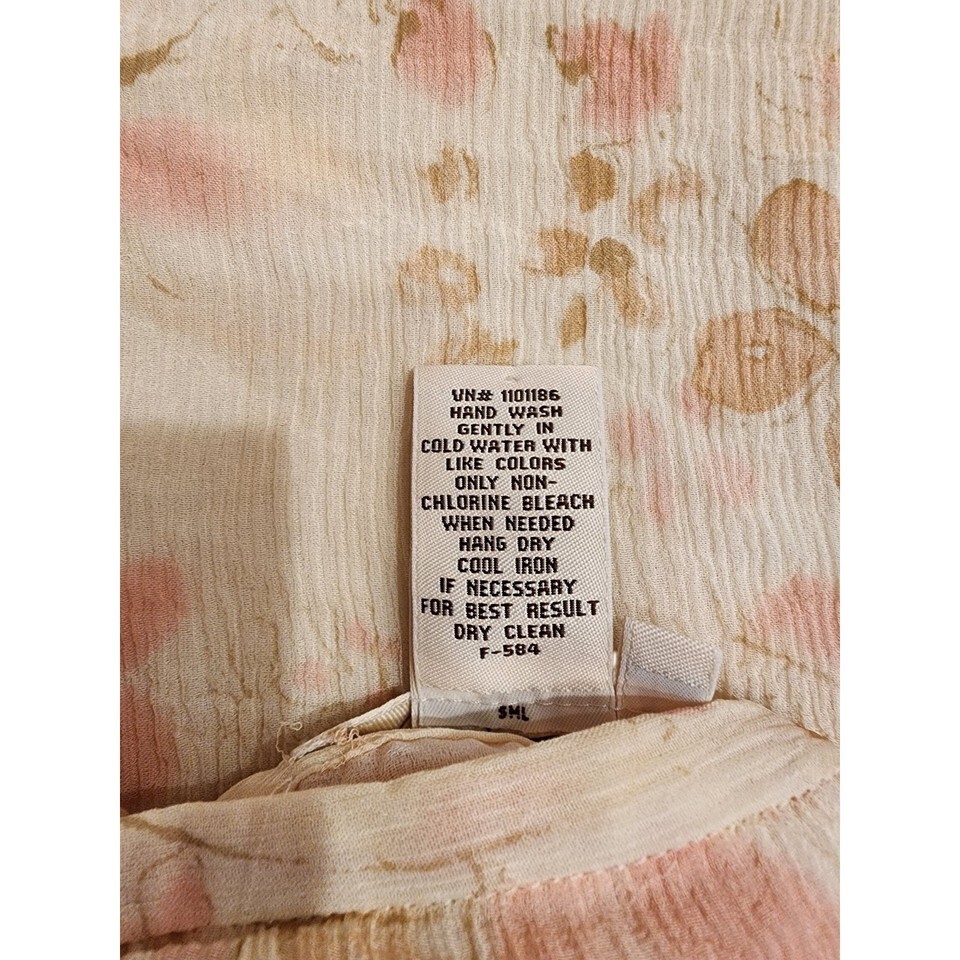 VN# 1101186
HAND WASH
GENTLY IN
COLD WATER WITH
LIKE COLORS
ONLY NON-
CHLORINE BLEACH
WHEN NEEDED
HANG DRY
COOL IRON
IF NECESSARY
FOR BEST RESULT
DRY CLEAN
F-584
SML